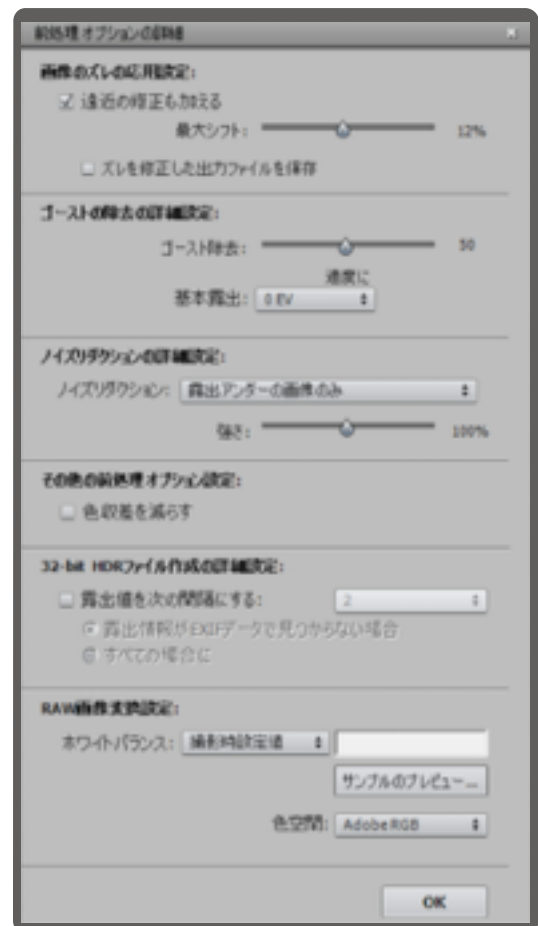 前処理オプションの詳細
画像のズレの応用設定:
遠近の修正も加える
最大シフト: 12%
ズレを修正した出力ファイルを保存
ゴーストの除去の詳細設定:
ゴースト除去: 50
適度に
基本露出: 0 EV
ノイズリダクションの詳細設定:
ノイズリダクション: 露出アンダーの画像のみ
強さ: 100%
その他の前処理オプション設定:
色収差を減らす
32-bit HDRファイル作成の詳細設定:
露出値を次の間隔にする: 2
露出情報がEXIFデータで見つからない場合
すべての場合に
RAW画像変換設定:
ホワイトバランス: 撮影時設定値
サンプルのプレビュー...
色空間: Adobe RGB
OK